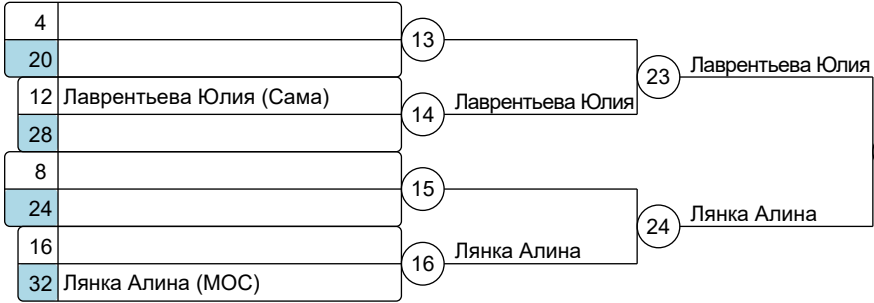 4
13
20
23 Лаврентьева Юлия
12 Лаврентьева Юлия (Сама)
14 Лаврентьева Юлия
28
8
15
24
24 Лянка Алина
16
16 Лянка Алина
32 Лянка Алина (МОС)